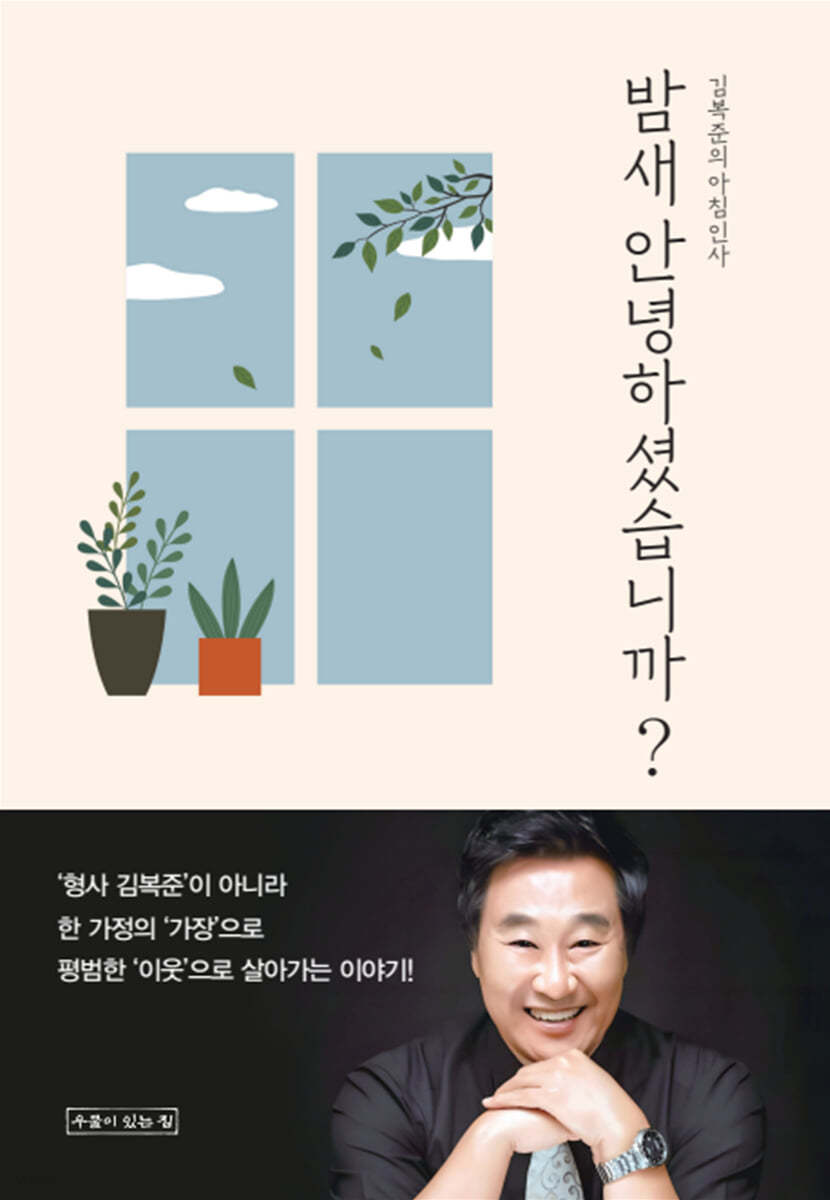 김복준의 아침인사
밤새 안녕하셨습니까?
‘형사 김복준’이 아니라
한 가정의 ‘가장’으로
평범한 ‘이웃’으로 살아가는 이야기!
우물이 있는 집